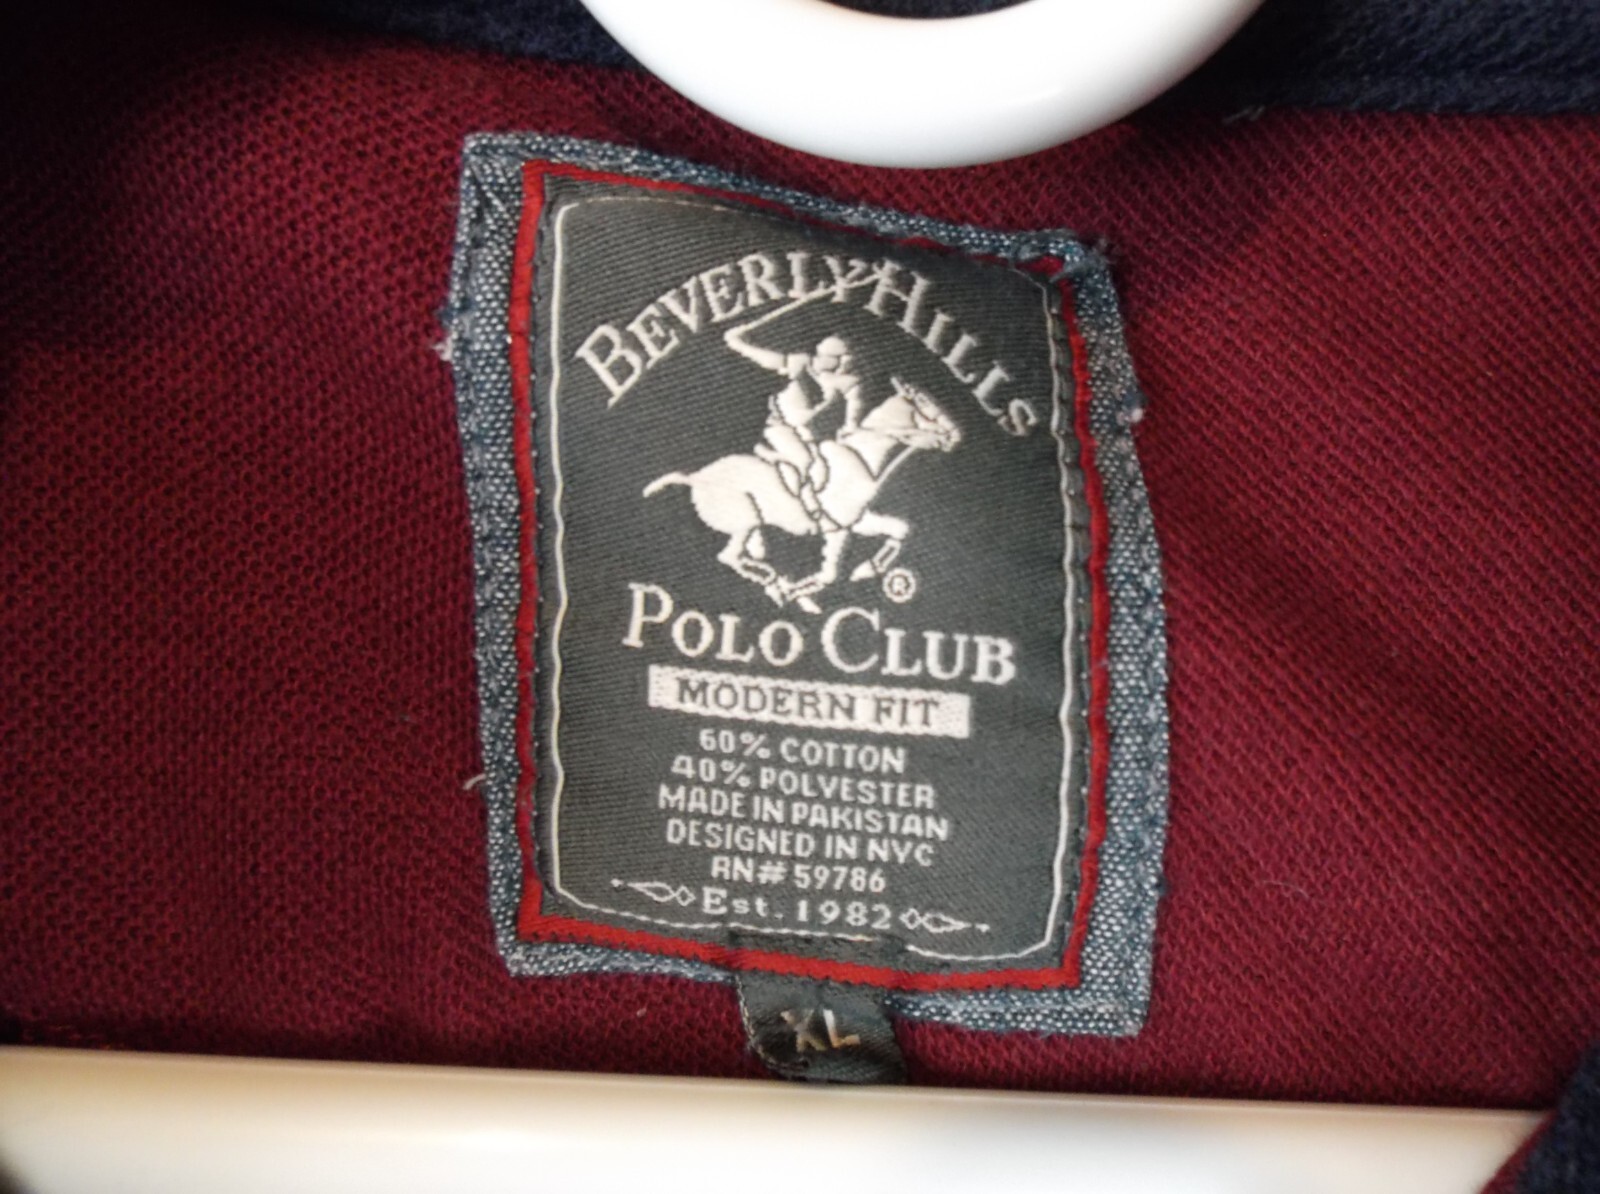 BEVERLY HILLS
®
POLO CLUB
MODERN FIT
60% COTTON
40% POLYESTER
MADE IN PAKISTAN
DESIGNED IN NYC
RN# 59786
Est. 1982
XL